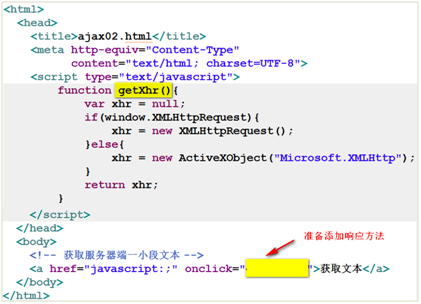 <html>
<head>
<title>ajax02.html</title>
<meta http-equiv="Content-Type"
content="text/html; charset=UTF-8">
<script type="text/javascript">
function getXhr(){
var xhr = null;
if(window.XMLHttpRequest){
xhr = new XMLHttpRequest();
}else{
xhr = new ActiveXObject("Microsoft.XMLHttp");
}
return xhr;
}
</script>
</head>
<body>
准备添加响应方法
<!-- 获取服务器端一小段文本 -->
<a href="javascript:;" onclick="">获取文本</a>
</body>
</html>